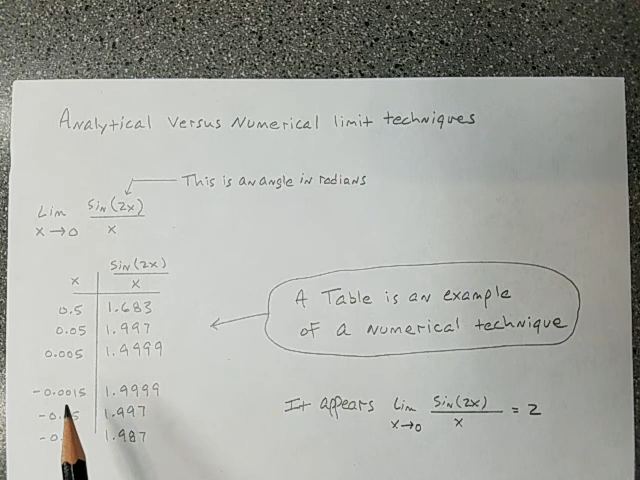 Analytical Versus Numerical limit techniques
This is an angle in radians
Lim x→0 Sin(2x)/x
x | Sin(2x)/x
0.5 | 1.683
0.05 | 1.997
0.005 | 1.9999
-0.0015 | 1.9999
1.997
1.987
A Table is an example
of a numerical technique
It appears Lim x→0 Sin(2x)/x = 2